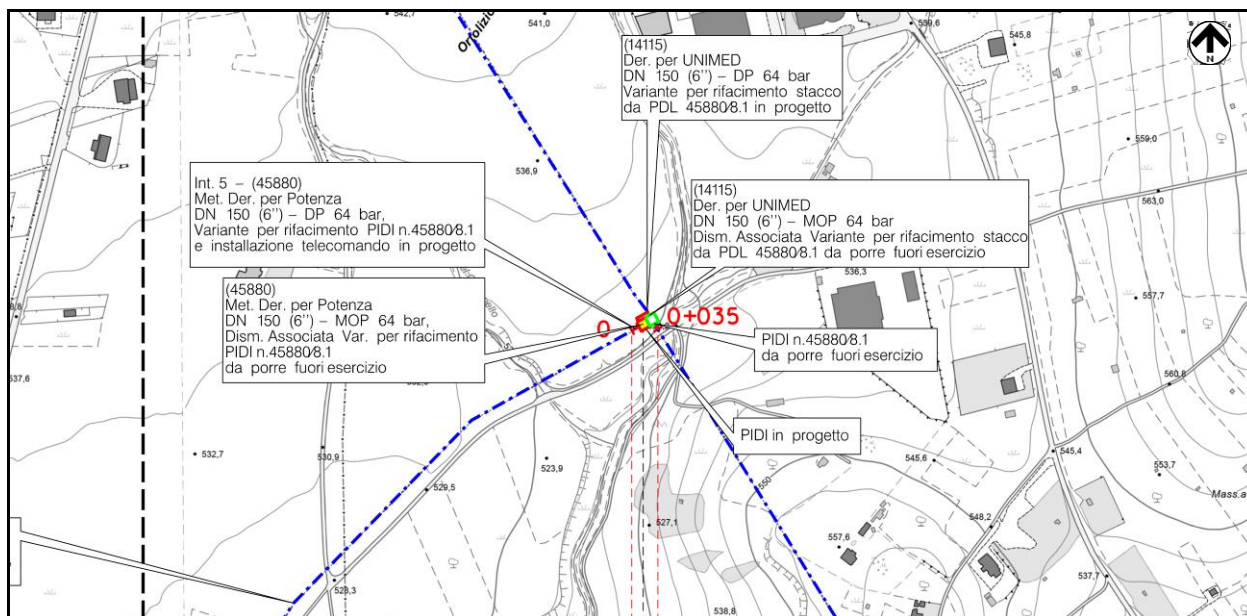 542,7
541,0
539,6
545,8
N
(14115)
Der. per UNIMED
DN 150 (6'') – DP 64 bar
Variante per rifacimento stacco
da PDL 45880/8.1 in progetto
559,0
536,9
Int. 5 – (45880)
Met. Der. per Potenza
DN 150 (6'') – DP 64 bar,
Variante per rifacimento PIDI n.45880/8.1
e installazione telecomando in progetto
(14115)
Der. per UNIMED
DN 150 (6'') – MOP 64 bar
Dism. Associata Variante per rifacimento stacco
da PDL 45880/8.1 da porre fuori esercizio
563,0
536,3
(45880)
Met. Der. per Potenza
DN 150 (6'') – MOP 64 bar,
Dism. Associata Var. per rifacimento
PIDI n.45880/8.1
da porre fuori esercizio
557,7
0
0+035
PIDI n.45880/8.1
da porre fuori esercizio
537,6
560,8
PIDI in progetto
532,7
530,9
523,9
545,6
545,4
553,7
529,5
550
Mass.a
527,1
548,2
557,6
528,3
537,7
538,8